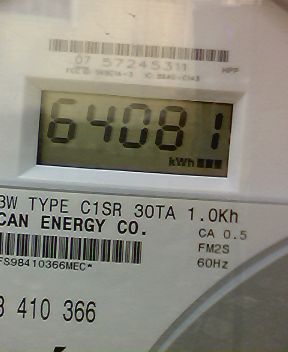 07 57245311
HPP
64081
kWh
3W TYPE C1SR 30TA 1.0Kh
CAN ENERGY CO.
CA 0.5
FM2S
60Hz
FS98410366MEC*
410 366